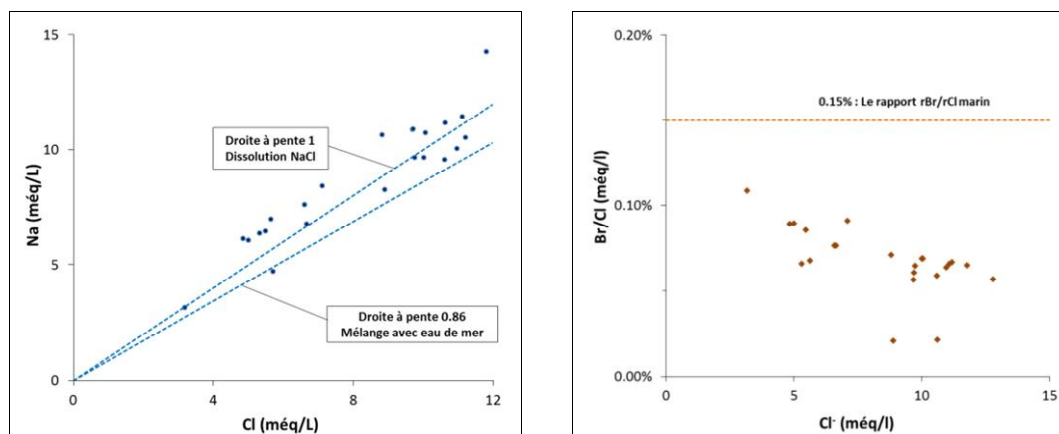 15
10
5
0
Na (méq/L)
Droite à pente 1
Dissolution NaCl
Droite à pente 0.86
Mélange avec eau de mer
0
4
8
12
Cl (méq/L)
0.20%
0.10%
0.00%
Br/Cl (méq/l)
0.15% : Le rapport rBr/rCl marin
0
5
10
15
Cl- (méq/l)